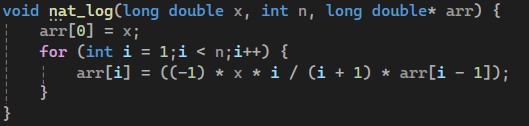 void nat_log(long double x, int n, long double* arr) {
    arr[0] = x;
    for (int i = 1;i < n;i++) {
        arr[i] = ((-1) * x * i / (i + 1) * arr[i - 1]);
    }
}